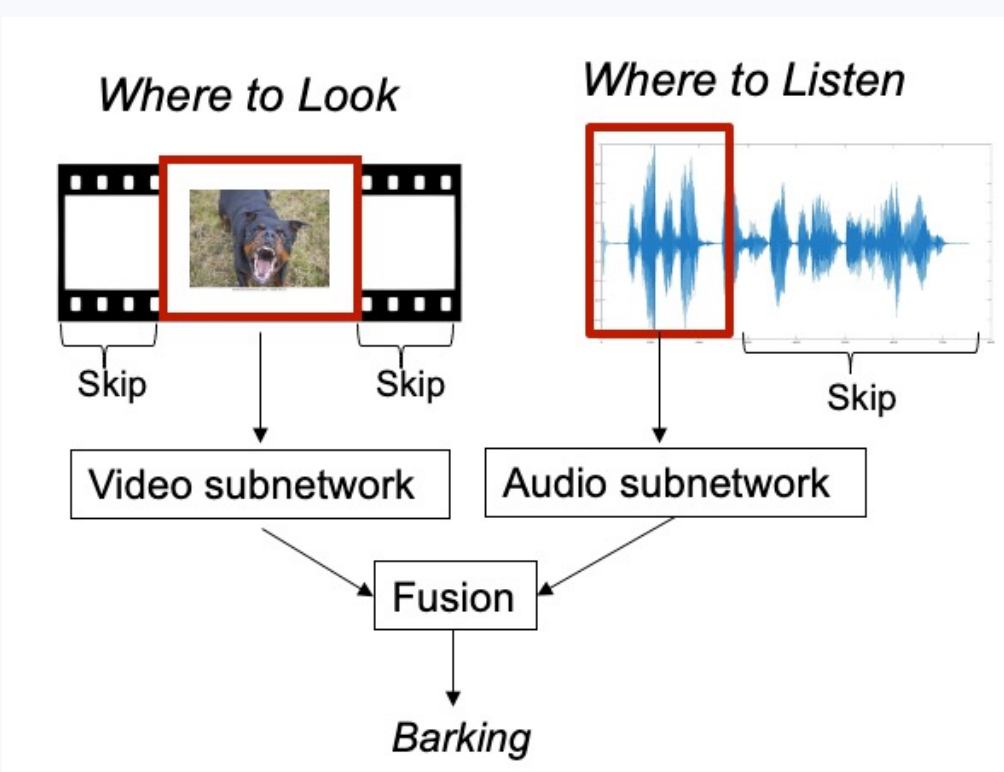 Where to Look
Where to Listen
Skip
Skip
Skip
Video subnetwork
Audio subnetwork
Fusion
Barking